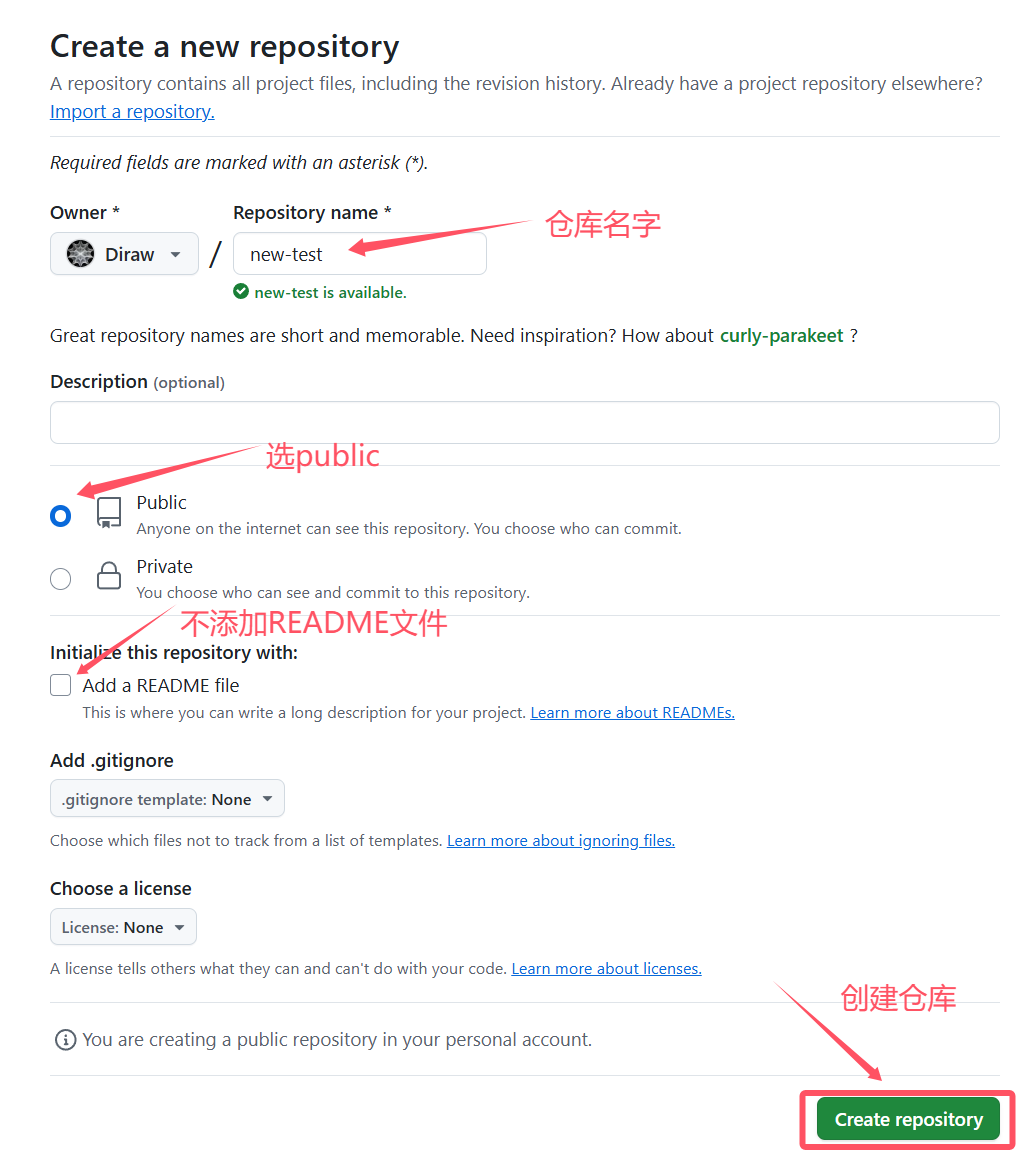 Create a new repository
A repository contains all project files, including the revision history. Already have a project repository elsewhere?
Import a repository.
Required fields are marked with an asterisk (*).
Owner *
Repository name *
仓库名字
Diraw
/
new-test
new-test is available.
Great repository names are short and memorable. Need inspiration? How about curly-parakeet ?
Description (optional)
选public
Public
Anyone on the internet can see this repository. You choose who can commit.
Private
You choose who can see and commit to this repository.
不添加README文件
Initialize this repository with:
Add a README file
This is where you can write a long description for your project. Learn more about READMEs.
Add .gitignore
.gitignore template: None
Choose which files not to track from a list of templates. Learn more about ignoring files.
Choose a license
License: None
A license tells others what they can and can't do with your code. Learn more about licenses.
创建仓库
You are creating a public repository in your personal account.
Create repository